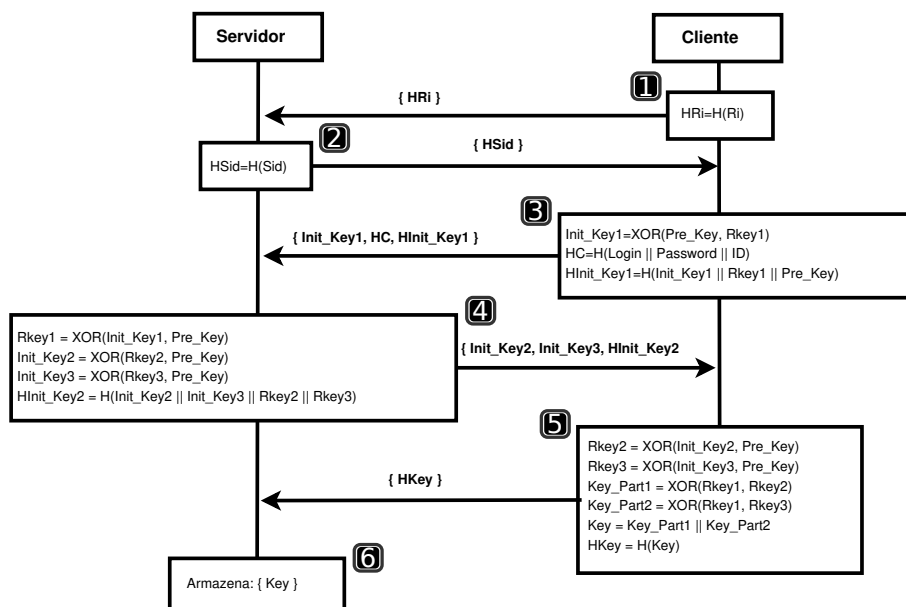 Servidor
Cliente
1
{ HRi }
HRi=H(Ri)
2
{ HSid }
HSid=H(Sid)
3
{ Init_Key1, HC, HInit_Key1 }
Init_Key1=XOR(Pre_Key, Rkey1)
HC=H(Login || Password || ID)
HInit_Key1=H(Init_Key1 || Rkey1 || Pre_Key)
4
Rkey1 = XOR(Init_Key1, Pre_Key)
Init_Key2 = XOR(Rkey2, Pre_Key)
Init_Key3 = XOR(Rkey3, Pre_Key)
HInit_Key2 = H(Init_Key2 || Init_Key3 || Rkey2 || Rkey3)
{ Init_Key2, Init_Key3, HInit_Key2
5
Rkey2 = XOR(Init_Key2, Pre_Key)
Rkey3 = XOR(Init_Key3, Pre_Key)
Key_Part1 = XOR(Rkey1, Rkey2)
Key_Part2 = XOR(Rkey1, Rkey3)
Key = Key_Part1 || Key_Part2
HKey = H(Key)
{ HKey }
6
Armazena: { Key }